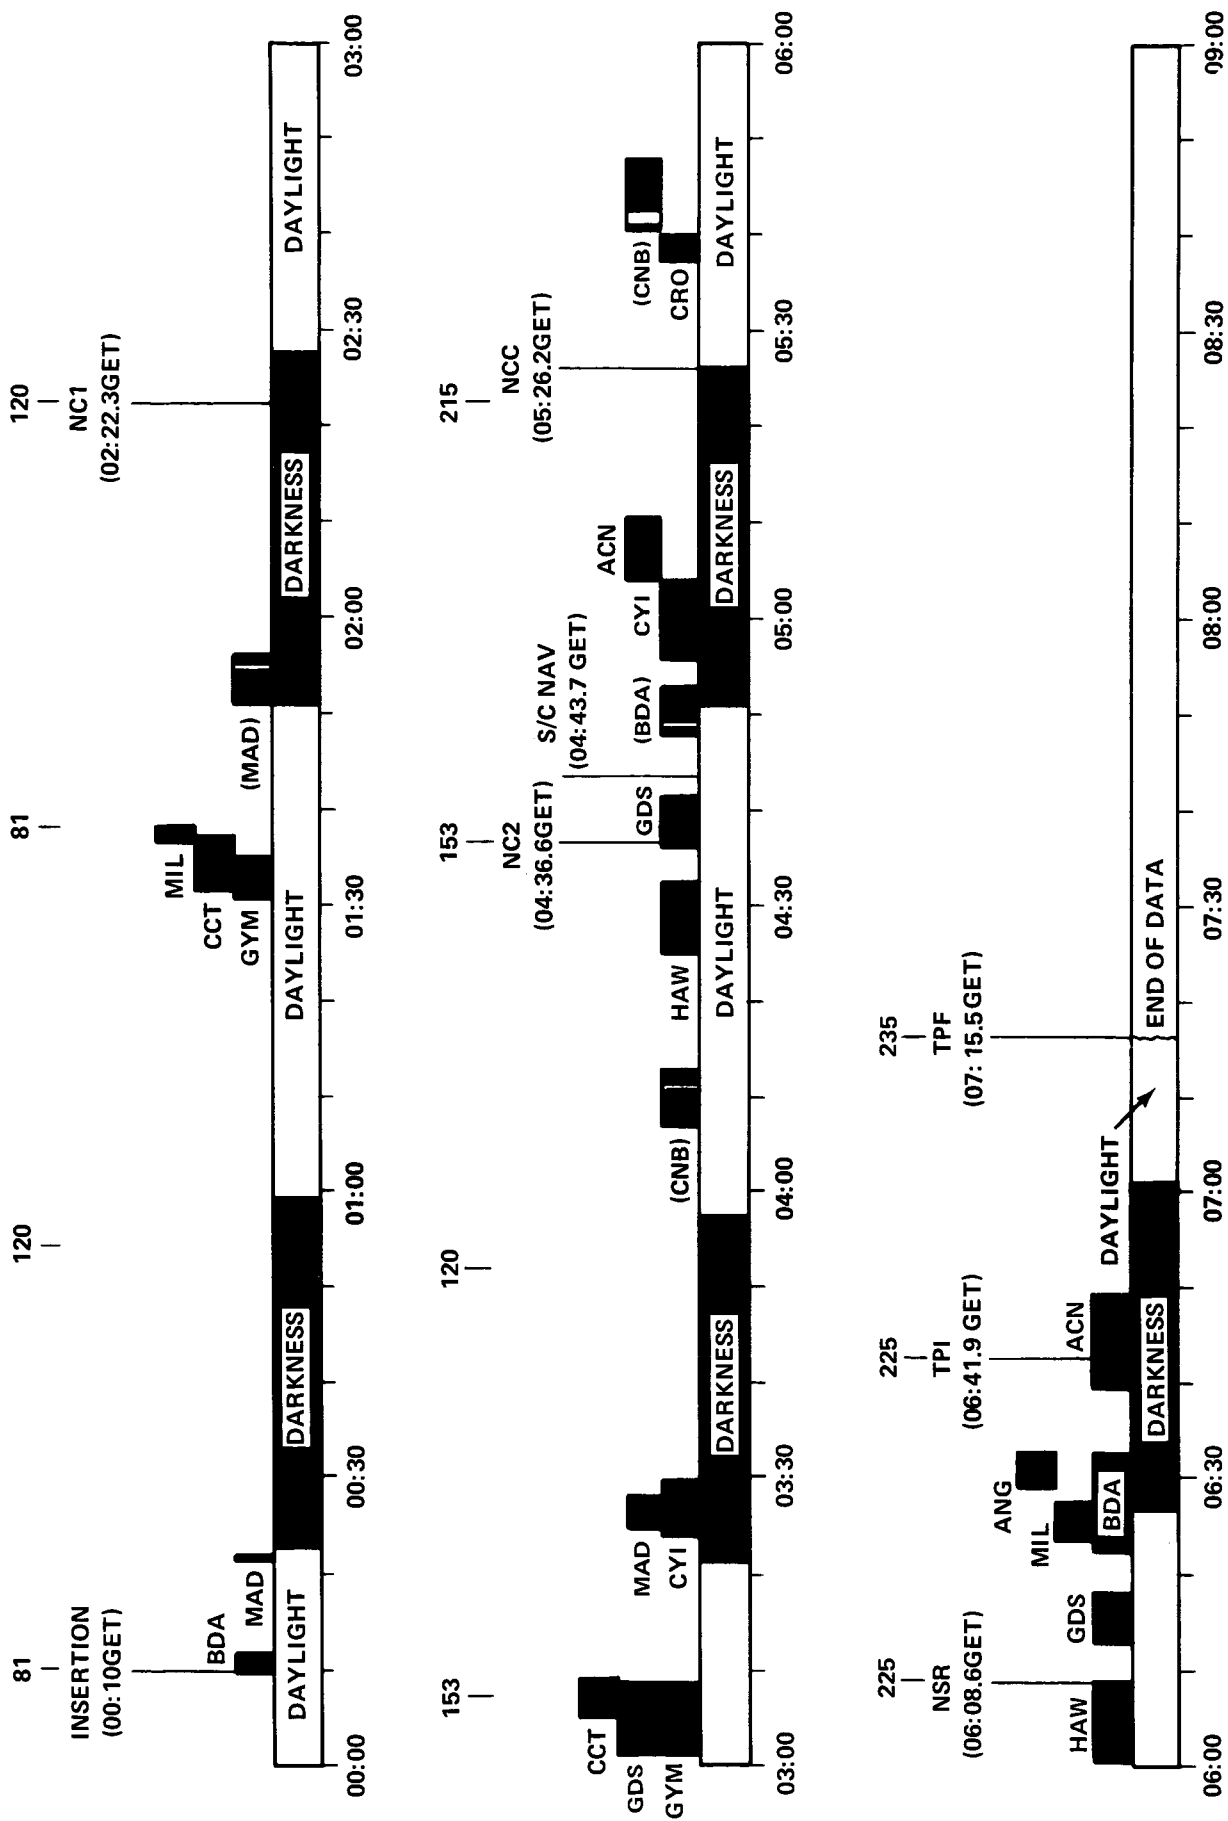 81
120
81
120
INSERTION
(00:10GET)
NC1
(02:22.3GET)
BDA
MAD
MIL
CCT
GYM
(MAD)
DAYLIGHT
DARKNESS
DAYLIGHT
DARKNESS
DAYLIGHT
00:00
00:30
01:00
01:30
02:00
02:30
03:00
153
120
153
215
NC2
(04:36.6GET)
S/C NAV
(04:43.7 GET)
NCC
(05:26.2GET)
CCT
GDS
GYM
MAD
CYI
(CNB)
HAW
GDS
(BDA)
CYI
ACN
CRO
(CNB)
DARKNESS
DAYLIGHT
DARKNESS
DAYLIGHT
03:00
03:30
04:00
04:30
05:00
05:30
06:00
225
225
235
NSR
(06:08.6GET)
TPI
(06:41.9 GET)
TPF
(07:15.5GET)
HAW
GDS
MIL
ANG
BDA
ACN
DAYLIGHT
DARKNESS
END OF DATA
06:00
06:30
07:00
07:30
08:00
08:30
09:00